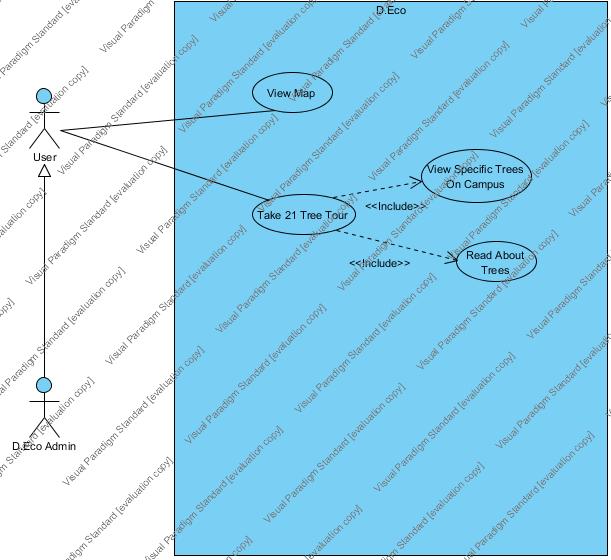 D.Eco
View Map
User
View Specific Trees
On Campus
<<Include>>
Take 21 Tree Tour
<<Include>>
Read About
Trees
D.Eco Admin
Visual Paradigm Standard [evaluation copy]